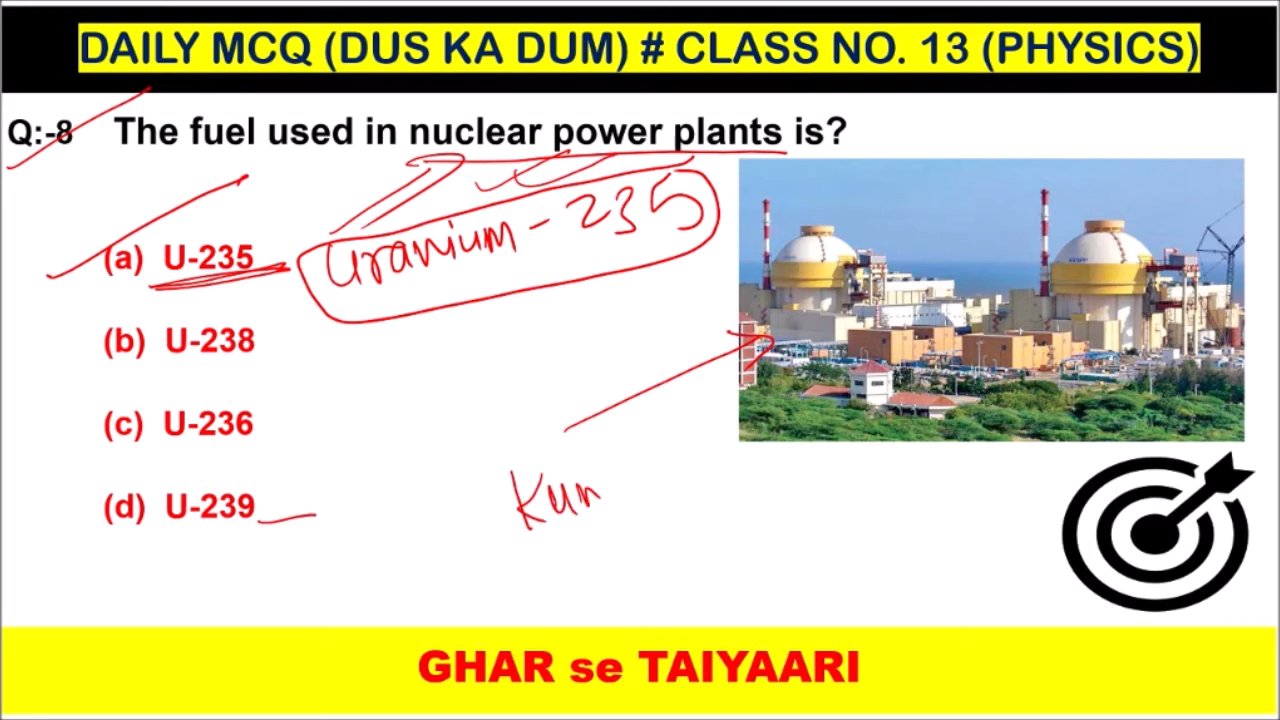 DAILY MCQ (DUS KA DUM) # CLASS NO. 13 (PHYSICS)
Q:-8 The fuel used in nuclear power plants is?
(a) U-235
Uranium - 235
(b) U-238
(c) U-236
(d) U-239
Kun
GHAR se TAIYAARI